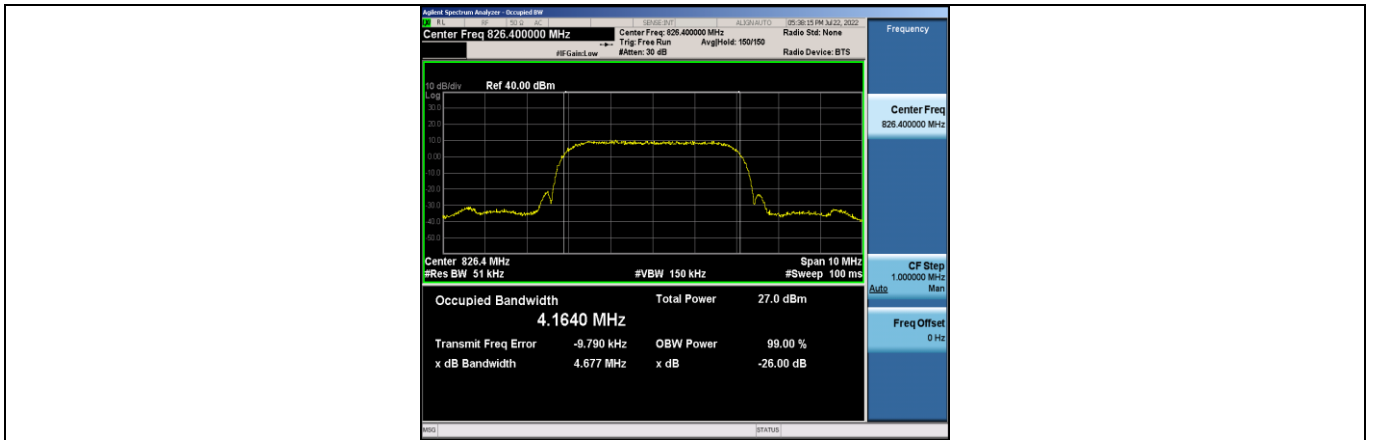 Agilent Spectrum Analyzer - Occupied BW
RL RF 50 Ω AC SENSE:INT ALIGNAUTO 05:38:15 PM Jul 22, 2022
Center Freq 826.400000 MHz Center Freq: 826.400000 MHz Radio Std: None
Trig: Free Run Avg|Hold: 150/150
#IFGain:Low #Atten: 30 dB Radio Device: BTS
Frequency
10 dB/div Ref 40.00 dBm
Log
30.0
20.0
10.0
0.00
-10.0
-20.0
-30.0
-40.0
-50.0
Center 826.4 MHz Span 10 MHz
#Res BW 51 kHz #VBW 150 kHz #Sweep 100 ms
Center Freq
826.400000 MHz
CF Step
1.000000 MHz
Auto Man
Freq Offset
0 Hz
Occupied Bandwidth Total Power 27.0 dBm
4.1640 MHz
Transmit Freq Error -9.790 kHz OBW Power 99.00 %
x dB Bandwidth 4.677 MHz x dB -26.00 dB
MSG STATUS